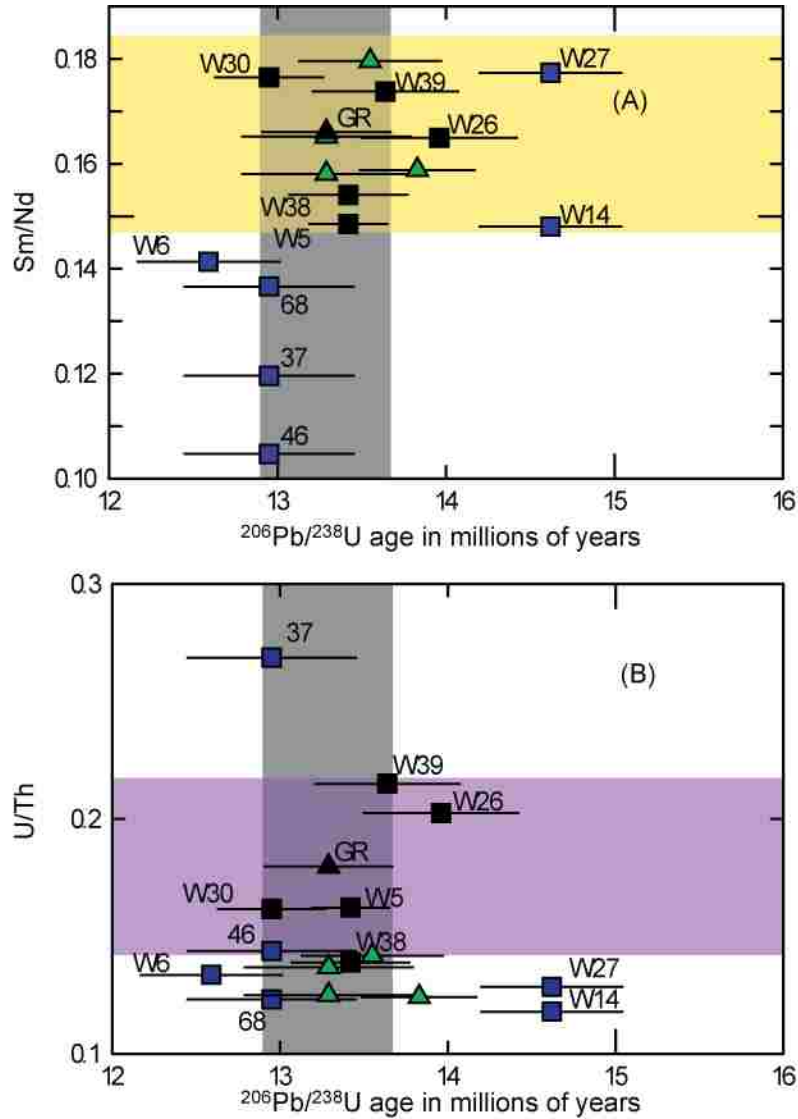 0.18
0.16
0.14
0.12
0.10
Sm/Nd
W30
W27
W39
(A)
GR
W26
W38
W14
W6
W5
68
37
46
12
13
14
15
16
206Pb/238U age in millions of years
0.3
0.2
0.1
U/Th
37
(B)
W39
W26
GR
W30
W5
46
W38
W6
W27
W14
68
12
13
14
15
16
206Pb/238U age in millions of years